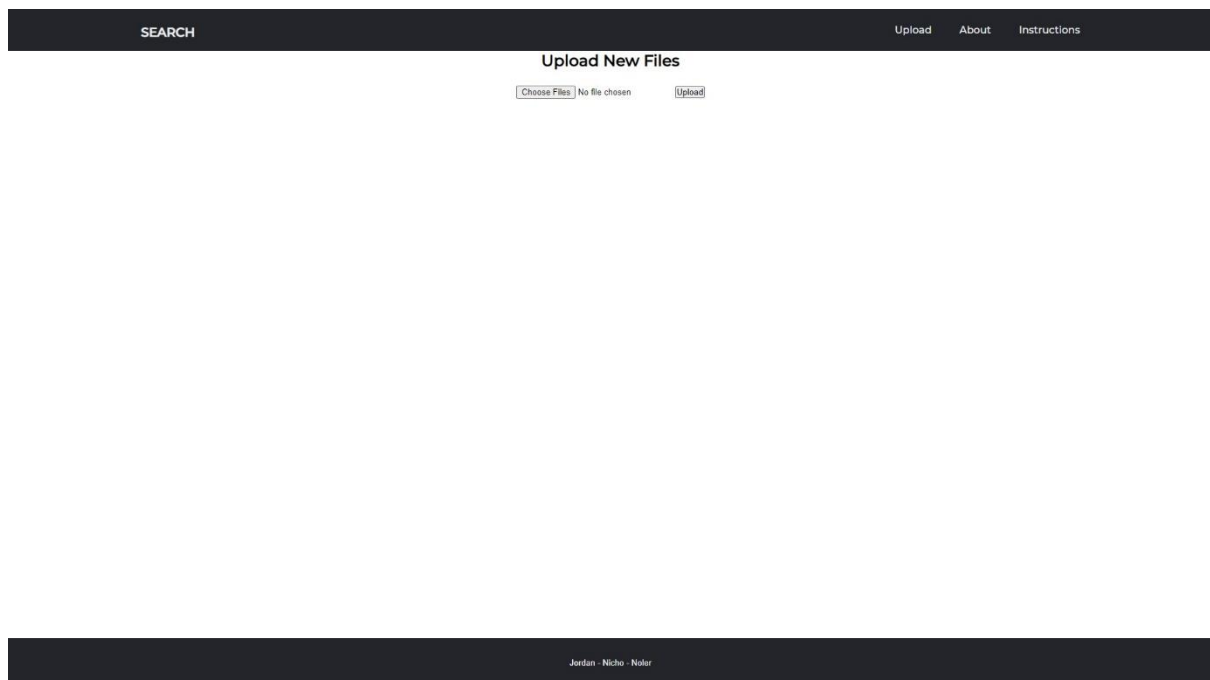 SEARCH Upload About Instructions
Upload New Files
Choose Files No file chosen Upload
Jordan - Nicho - Noler